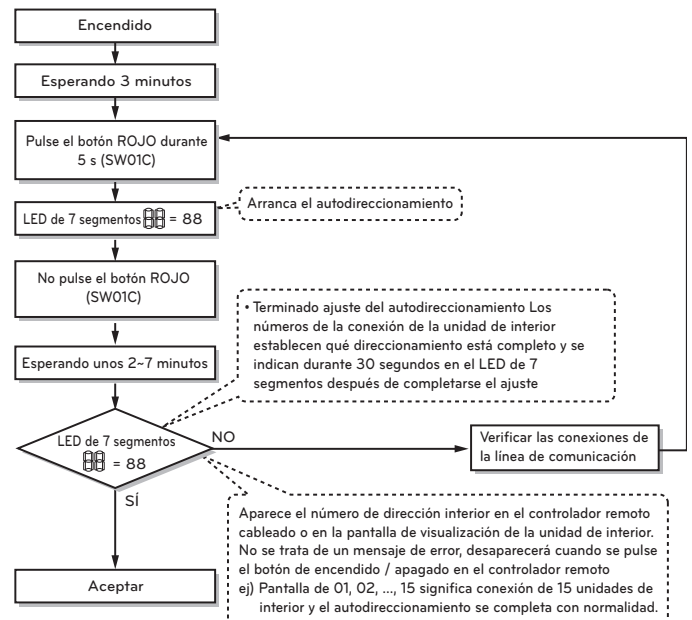 Encendido
Esperando 3 minutos
Pulse el botón ROJO durante
5 s (SW01C)
LED de 7 segmentos 88 = 88
Arranca el autodireccionamiento
No pulse el botón ROJO
(SW01C)
• Terminado ajuste del autodireccionamiento Los
números de la conexión de la unidad de interior
establecen qué direccionamiento está completo y se
indican durante 30 segundos en el LED de 7
segmentos después de completarse el ajuste
Esperando unos 2~7 minutos
LED de 7 segmentos
88 = 88
NO
Verificar las conexiones de
la línea de comunicación
SÍ
Aparece el número de dirección interior en el controlador remoto
cableado o en la pantalla de visualización de la unidad de interior.
No se trata de un mensaje de error, desaparecerá cuando se pulse
el botón de encendido / apagado en el controlador remoto
ej) Pantalla de 01, 02, ..., 15 significa conexión de 15 unidades de
interior y el autodireccionamiento se completa con normalidad.
Aceptar